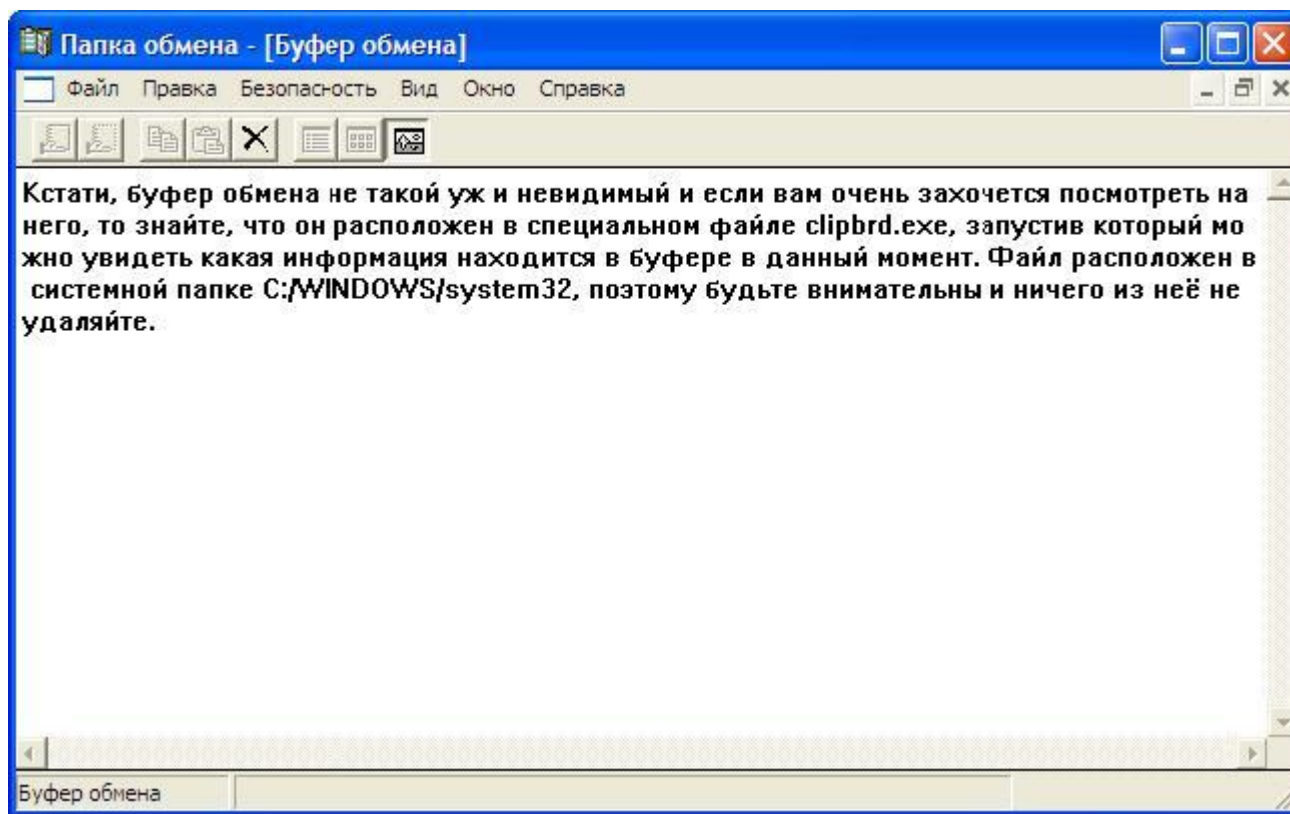 Папка обмена - [Буфер обмена]
Файл Правка Безопасность Вид Окно Справка
Кстати, буфер обмена не такой уж и невидимый и если вам очень захочется посмотреть на
него, то знайте, что он расположен в специальном файле clipbrd.exe, запустив который мо
жно увидеть какая информация находится в буфере в данный момент. Файл расположен в
системной папке C:/WINDOWS/system32, поэтому будьте внимательны и ничего из неё не
удаляйте.
Буфер обмена